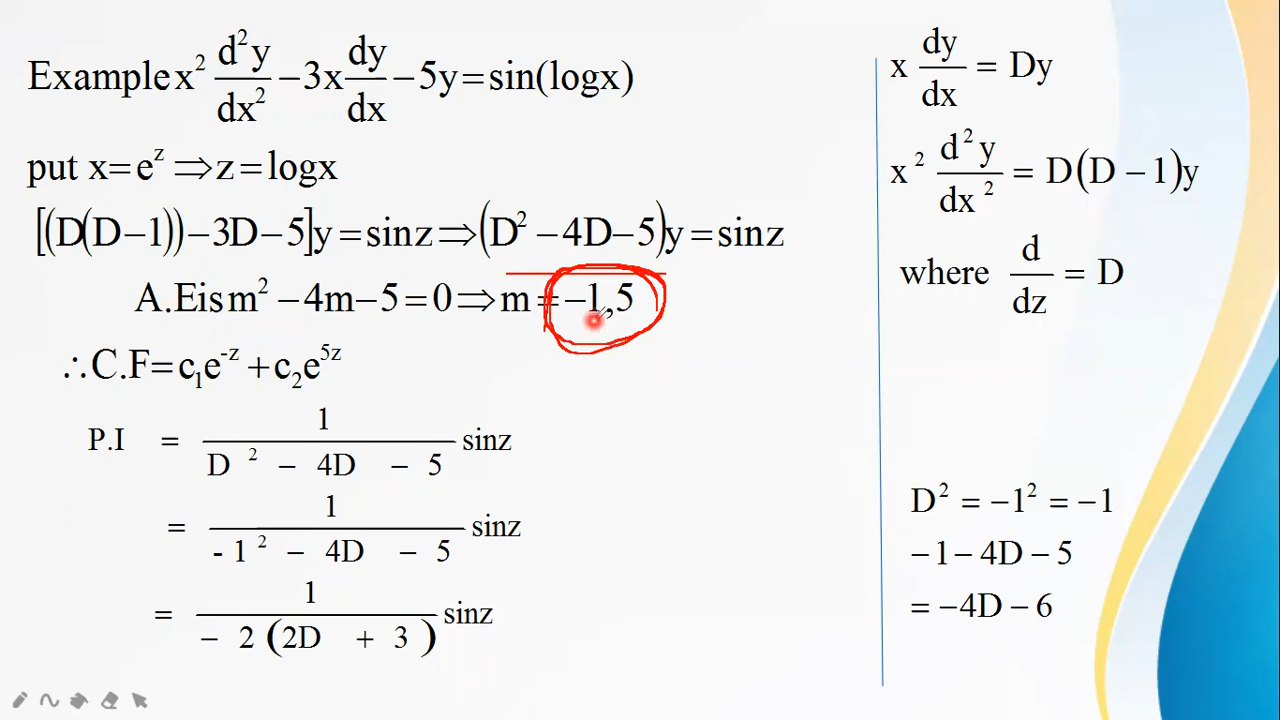 Example x² d²y/dx² −3x dy/dx −5y=sin(logx)
put x=e^z ⇒z=logx
[(D(D−1))−3D−5]y=sinz⇒(D²−4D−5)y=sinz
A.Eis m²−4m−5=0⇒m=−1,5
∴C.F=c₁e^-z +c₂e^5z
P.I = 1/(D² − 4D − 5) sinz
= 1/(-1² − 4D − 5) sinz
= 1/(− 2(2D + 3)) sinz
x dy/dx = Dy
x² d²y/dx² = D(D−1)y
where d/dz = D
D² = −1² = −1
−1−4D−5
= −4D−6